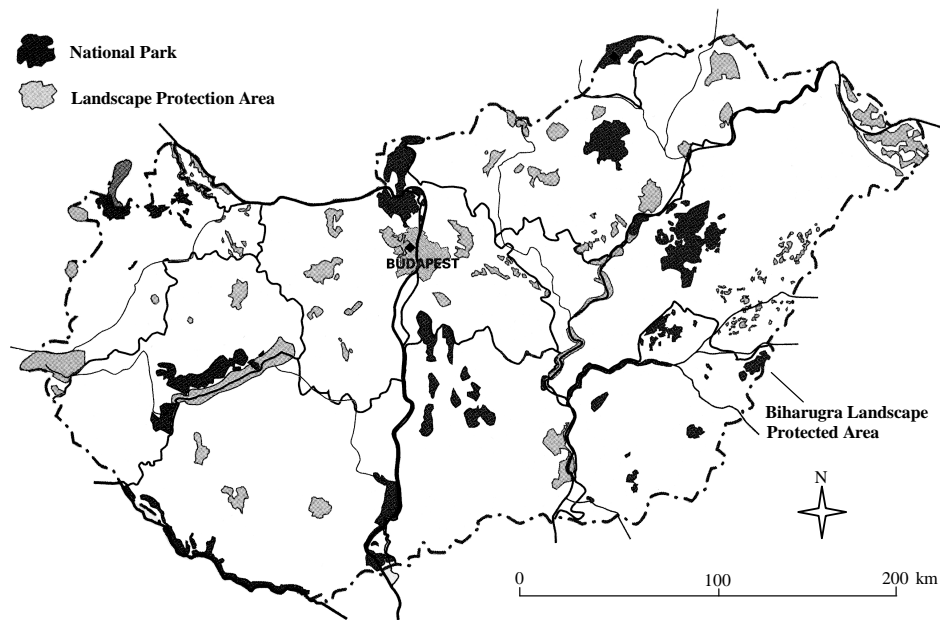 National Park
Landscape Protection Area
BUDAPEST
Biharugra Landscape
Protected Area
N
0 100 200 km